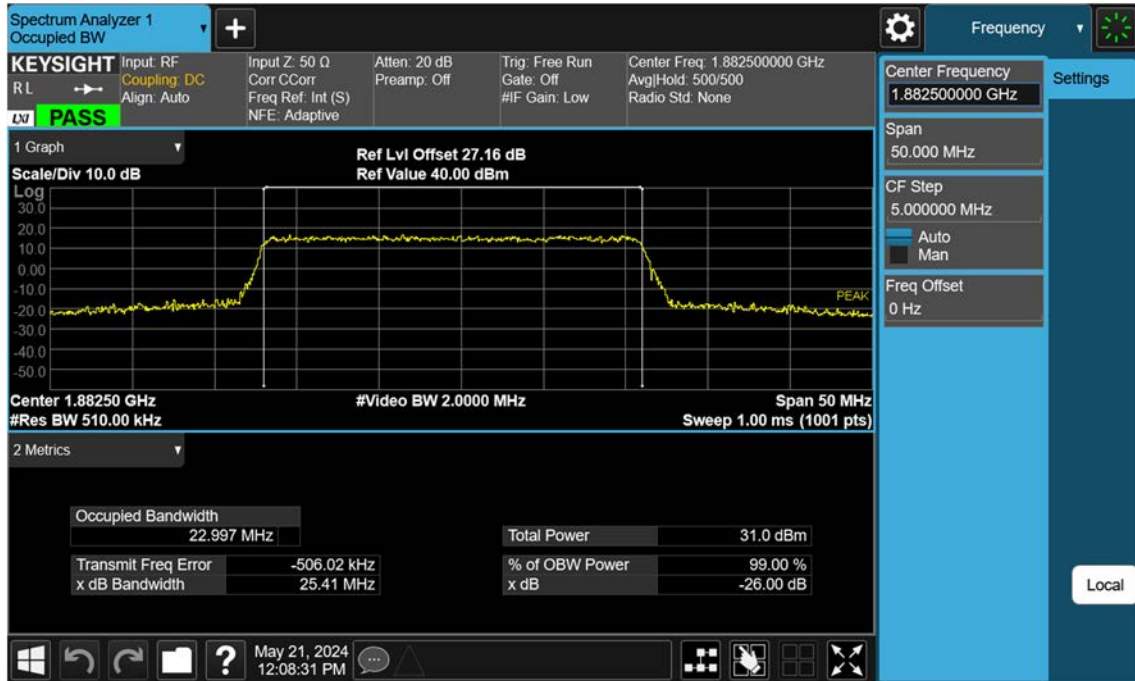 Spectrum Analyzer 1
Occupied BW
Frequency
KEYSIGHT
R L
LXI
PASS
Input: RF
Coupling: DC
Align: Auto
Input Z: 50 Ω
Corr CCorr
Freq Ref: Int (S)
NFE: Adaptive
Atten: 20 dB
Preamp: Off
Trig: Free Run
Gate: Off
#IF Gain: Low
Center Freq: 1.882500000 GHz
Avg|Hold: 500/500
Radio Std: None
Center Frequency
1.882500000 GHz
Settings
Span
50.000 MHz
CF Step
5.000000 MHz
Auto
Man
Freq Offset
0 Hz
Local
1 Graph
Scale/Div 10.0 dB
Ref Lvl Offset 27.16 dB
Ref Value 40.00 dBm
Log
30.0
20.0
10.0
0.00
-10.0
-20.0
-30.0
-40.0
-50.0
PEAK
Center 1.88250 GHz
#Video BW 2.0000 MHz
Span 50 MHz
#Res BW 510.00 kHz
Sweep 1.00 ms (1001 pts)
2 Metrics
Occupied Bandwidth
22.997 MHz
Total Power 31.0 dBm
Transmit Freq Error -506.02 kHz
% of OBW Power 99.00 %
x dB Bandwidth 25.41 MHz
x dB -26.00 dB
?
May 21, 2024
12:08:31 PM